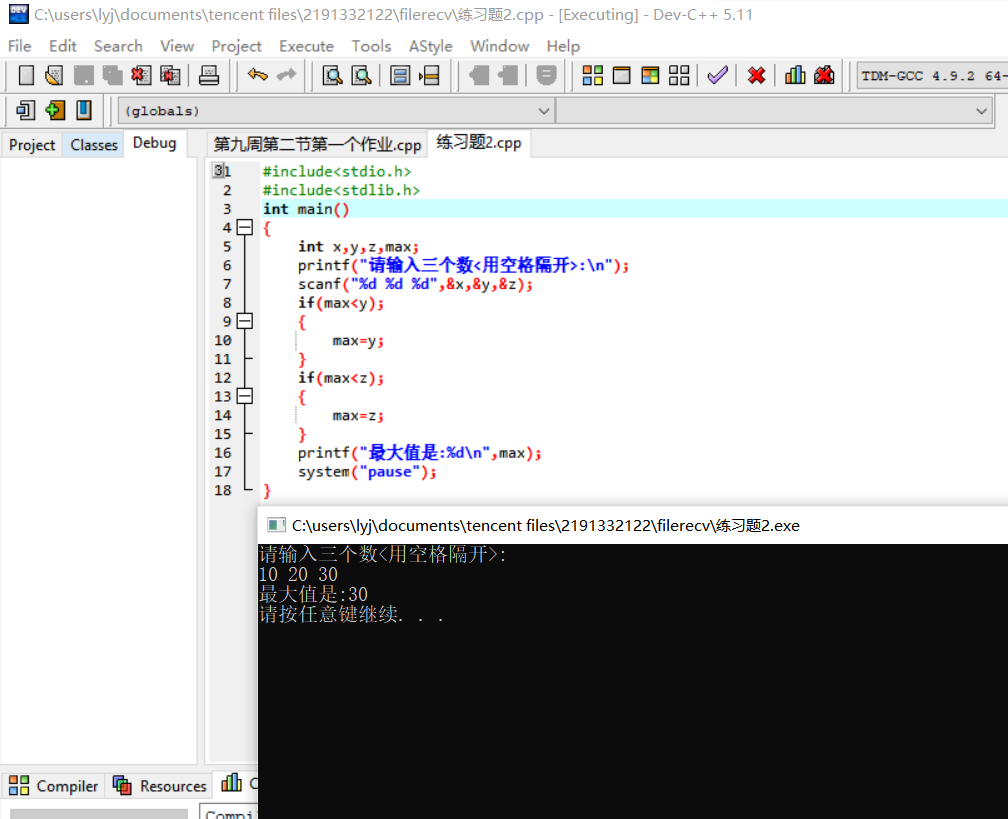 C:\users\lyj\documents\tencent files\2191332122\filerecv\练习题2.cpp - [Executing] - Dev-C++ 5.11
File Edit Search View Project Execute Tools AStyle Window Help
TDM-GCC 4.9.2 64-
(globals)
Project Classes Debug 第九周第二节第一个作业.cpp 练习题2.cpp
31 #include<stdio.h>
2 #include<stdlib.h>
3 int main()
4 {
5 int x,y,z,max;
6 printf("请输入三个数<用空格隔开>:\n");
7 scanf("%d %d %d",&x,&y,&z);
8 if(max<y);
9 {
10 max=y;
11 }
12 if(max<z);
13 {
14 max=z;
15 }
16 printf("最大值是:%d\n",max);
17 system("pause");
18 }
C:\users\lyj\documents\tencent files\2191332122\filerecv\练习题2.exe
请输入三个数<用空格隔开>:
10 20 30
最大值是:30
请按任意键继续. . .
Compiler Resources C